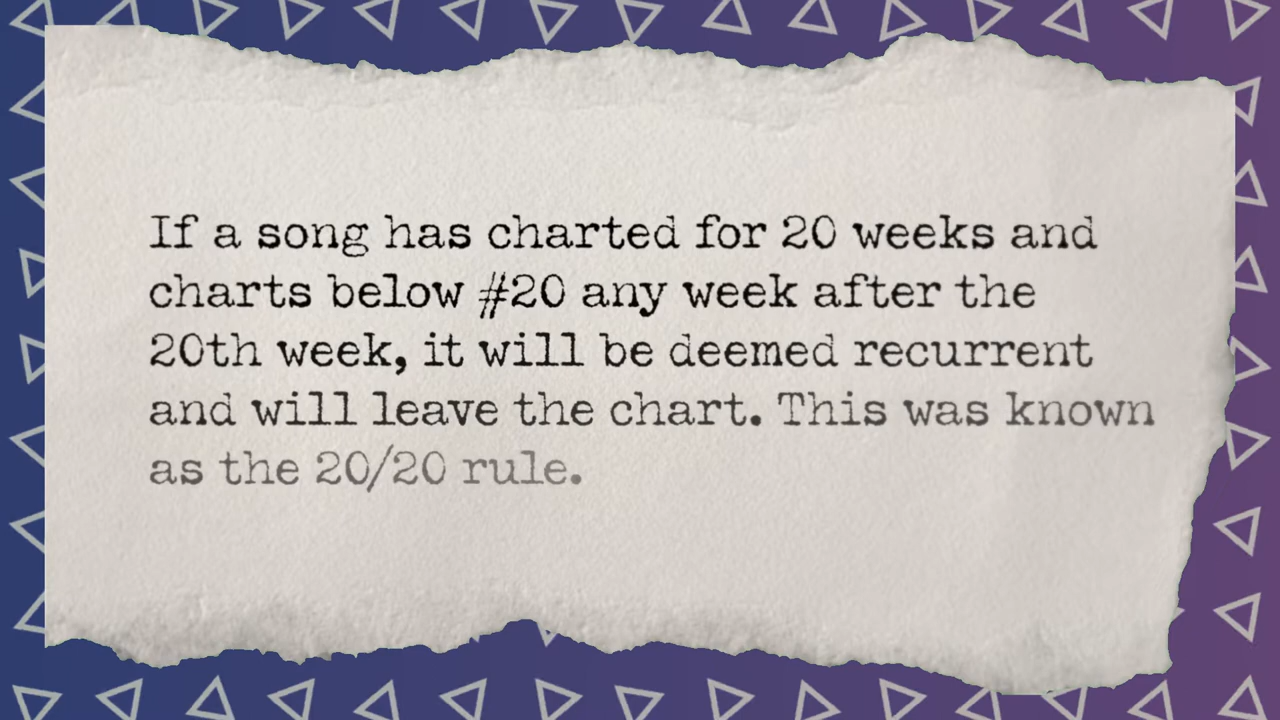 If a song has charted for 20 weeks and
charts below #20 any week after the
20th week, it will be deemed recurrent
and will leave the chart. This was known
as the 20/20 rule.